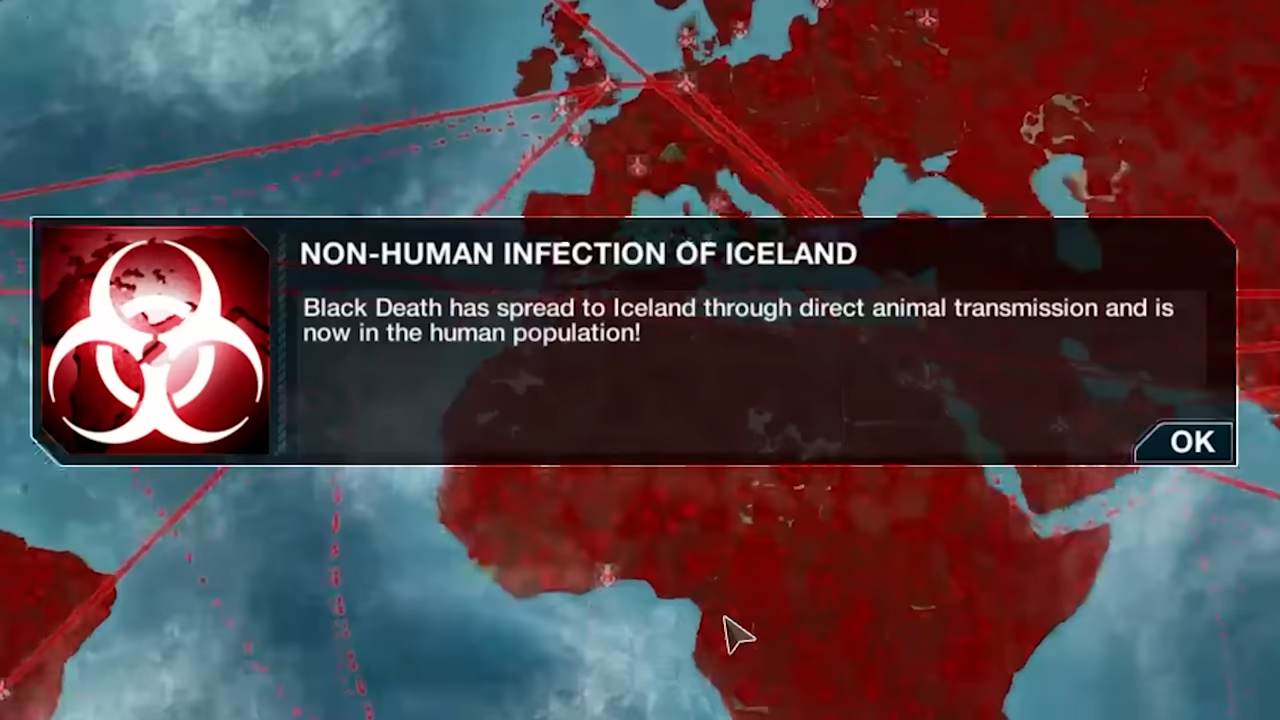 NON-HUMAN INFECTION OF ICELAND
Black Death has spread to Iceland through direct animal transmission and is
now in the human population!
OK